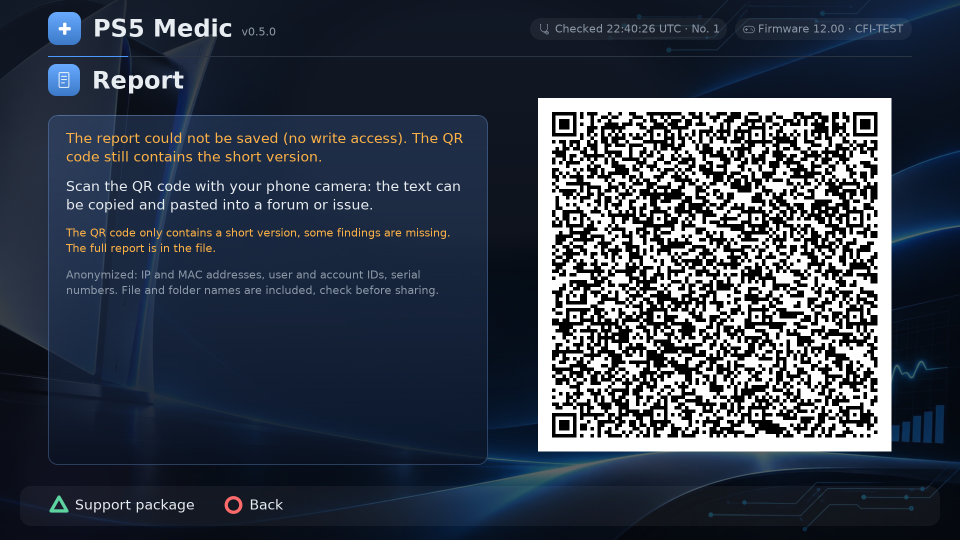 PS5 Medic v0.5.0
Checked 22:40:26 UTC · No. 1
Firmware 12.00 · CFI-TEST
Report
The report could not be saved (no write access). The QR
code still contains the short version.
Scan the QR code with your phone camera: the text can
be copied and pasted into a forum or issue.
The QR code only contains a short version, some findings are missing.
The full report is in the file.
Anonymized: IP and MAC addresses, user and account IDs, serial
numbers. File and folder names are included, check before sharing.
Support package
Back